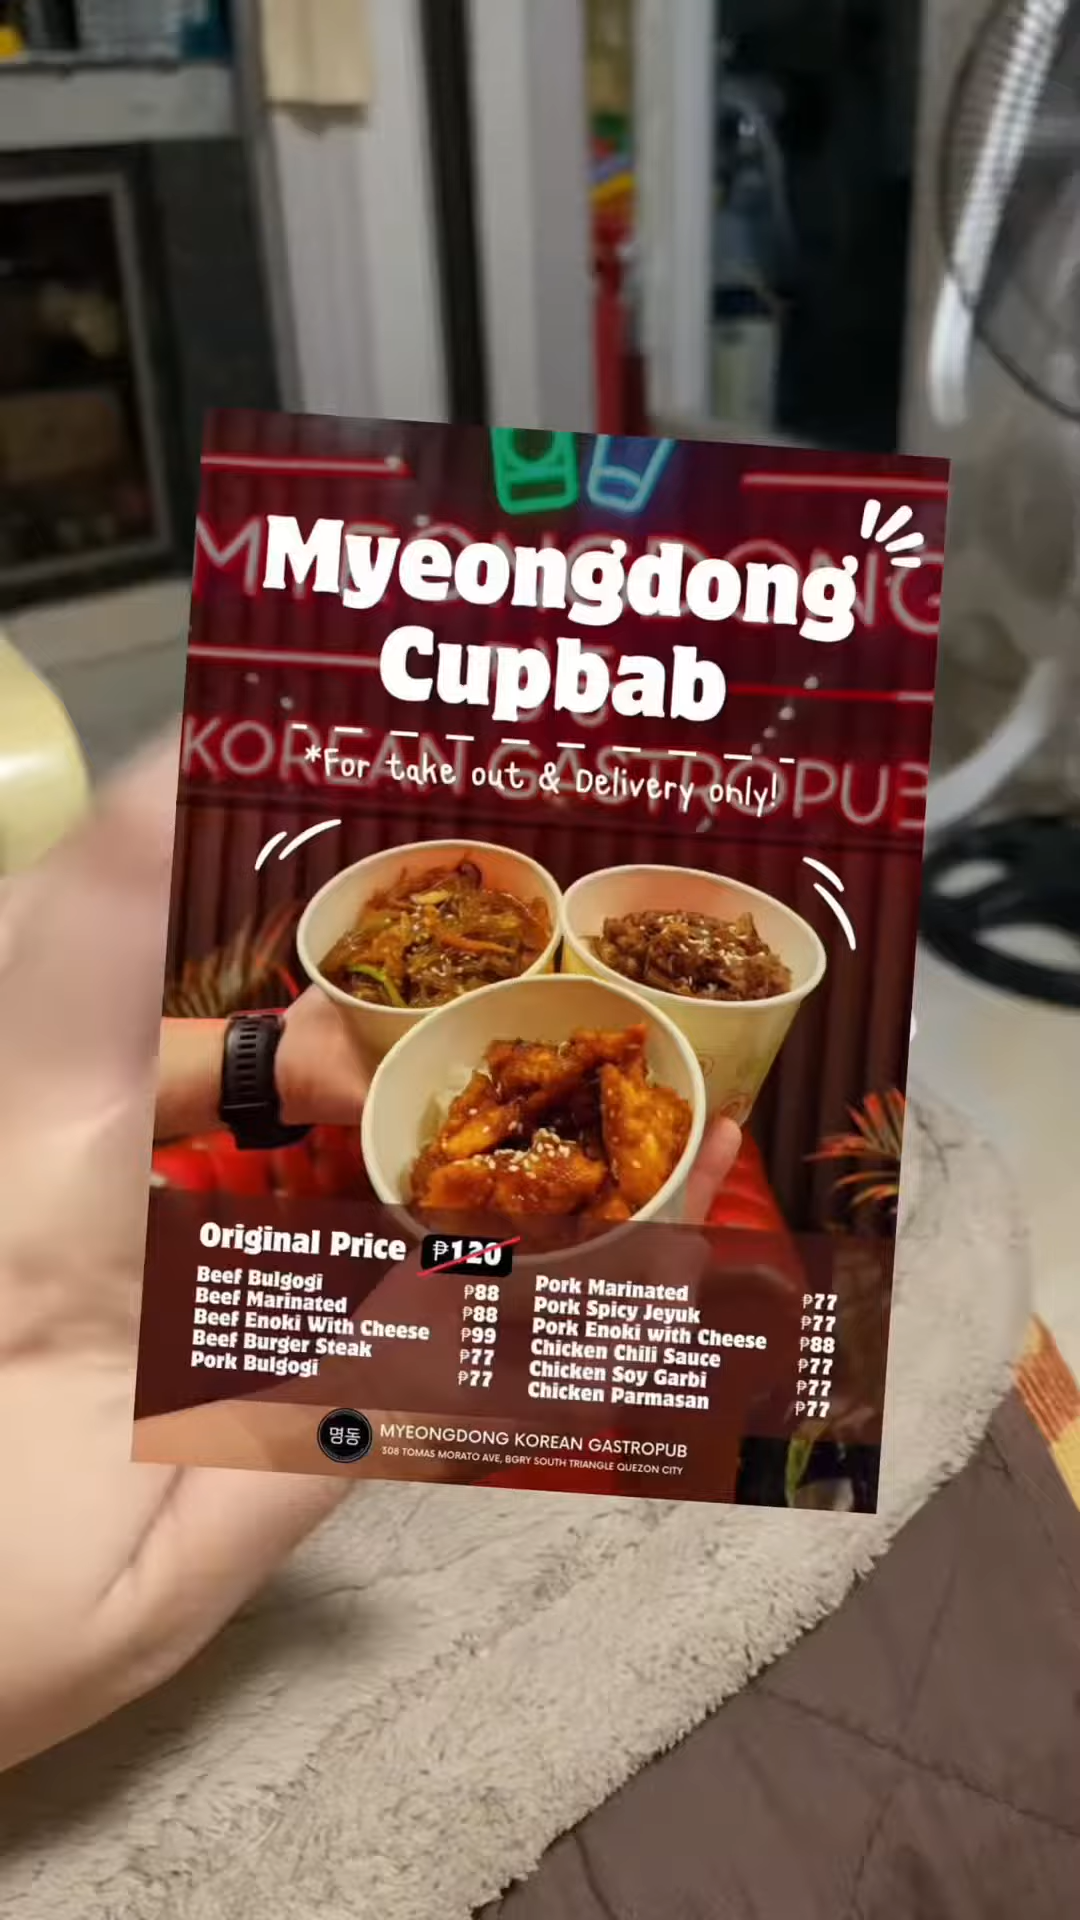 MYEONGDONG
Myeongdong
Cupbab
KOREAN GASTROPUB
*For take out & Delivery only!
Original Price ₱120
Beef Bulgogi ₱88
Beef Marinated ₱88
Beef Enoki With Cheese ₱99
Beef Burger Steak ₱77
Pork Bulgogi ₱77
Pork Marinated ₱77
Pork Spicy Jeyuk ₱77
Pork Enoki with Cheese ₱88
Chicken Chili Sauce ₱77
Chicken Soy Garbi ₱77
Chicken Parmasan ₱77
명동
MYEONGDONG KOREAN GASTROPUB
308 TOMAS MORATO AVE, BGRY SOUTH TRIANGLE QUEZON CITY